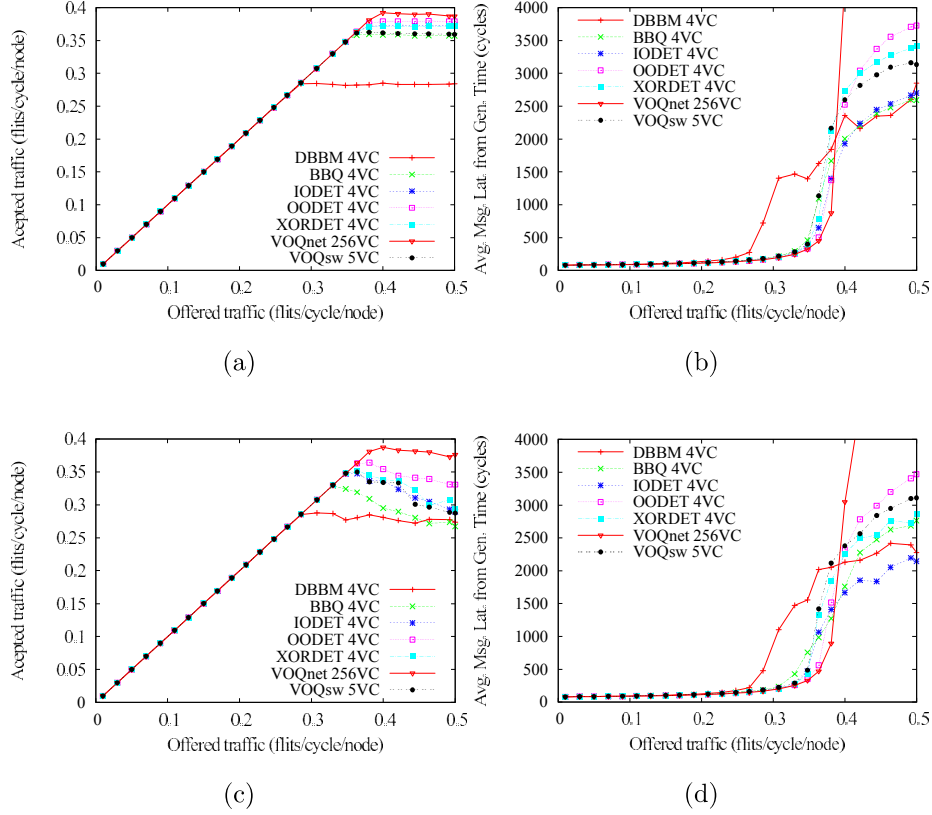 0.4
0.35
0.3
0.25
0.2
0.15
0.1
0.05
0
0 0.1 0.2 0.3 0.4 0.5
Acepted traffic (flits/cycle/node)
Offered traffic (flits/cycle/node)
DBBM 4VC
BBQ 4VC
IODET 4VC
OODET 4VC
XORDET 4VC
VOQnet 256VC
VOQsw 5VC
(a)
4000
3500
3000
2500
2000
1500
1000
500
0
0 0.1 0.2 0.3 0.4 0.5
Avg. Msg. Lat. from Gen. Time (cycles)
Offered traffic (flits/cycle/node)
DBBM 4VC
BBQ 4VC
IODET 4VC
OODET 4VC
XORDET 4VC
VOQnet 256VC
VOQsw 5VC
(b)
0.4
0.35
0.3
0.25
0.2
0.15
0.1
0.05
0
0 0.1 0.2 0.3 0.4 0.5
Acepted traffic (flits/cycle/node)
Offered traffic (flits/cycle/node)
DBBM 4VC
BBQ 4VC
IODET 4VC
OODET 4VC
XORDET 4VC
VOQnet 256VC
VOQsw 5VC
(c)
4000
3500
3000
2500
2000
1500
1000
500
0
0 0.1 0.2 0.3 0.4 0.5
Avg. Msg. Lat. from Gen. Time (cycles)
Offered traffic (flits/cycle/node)
DBBM 4VC
BBQ 4VC
IODET 4VC
OODET 4VC
XORDET 4VC
VOQnet 256VC
VOQsw 5VC
(d)